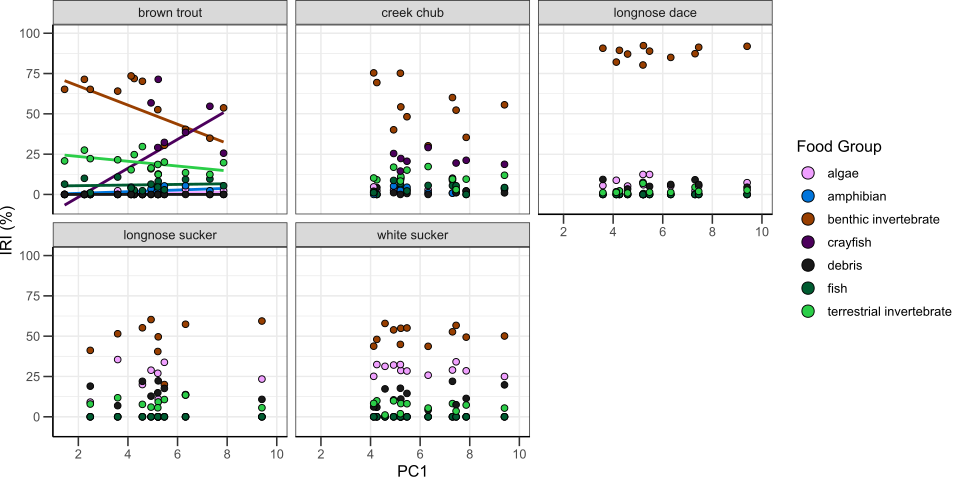 brown trout
creek chub
longnose dace
100
75
50
25
0
2 4 6 8 10
longnose sucker
white sucker
100
75
50
25
0
2 4 6 8 10
2 4 6 8 10
IRI (%)
PC1
Food Group
algae
amphibian
benthic invertebrate
crayfish
debris
fish
terrestrial invertebrate